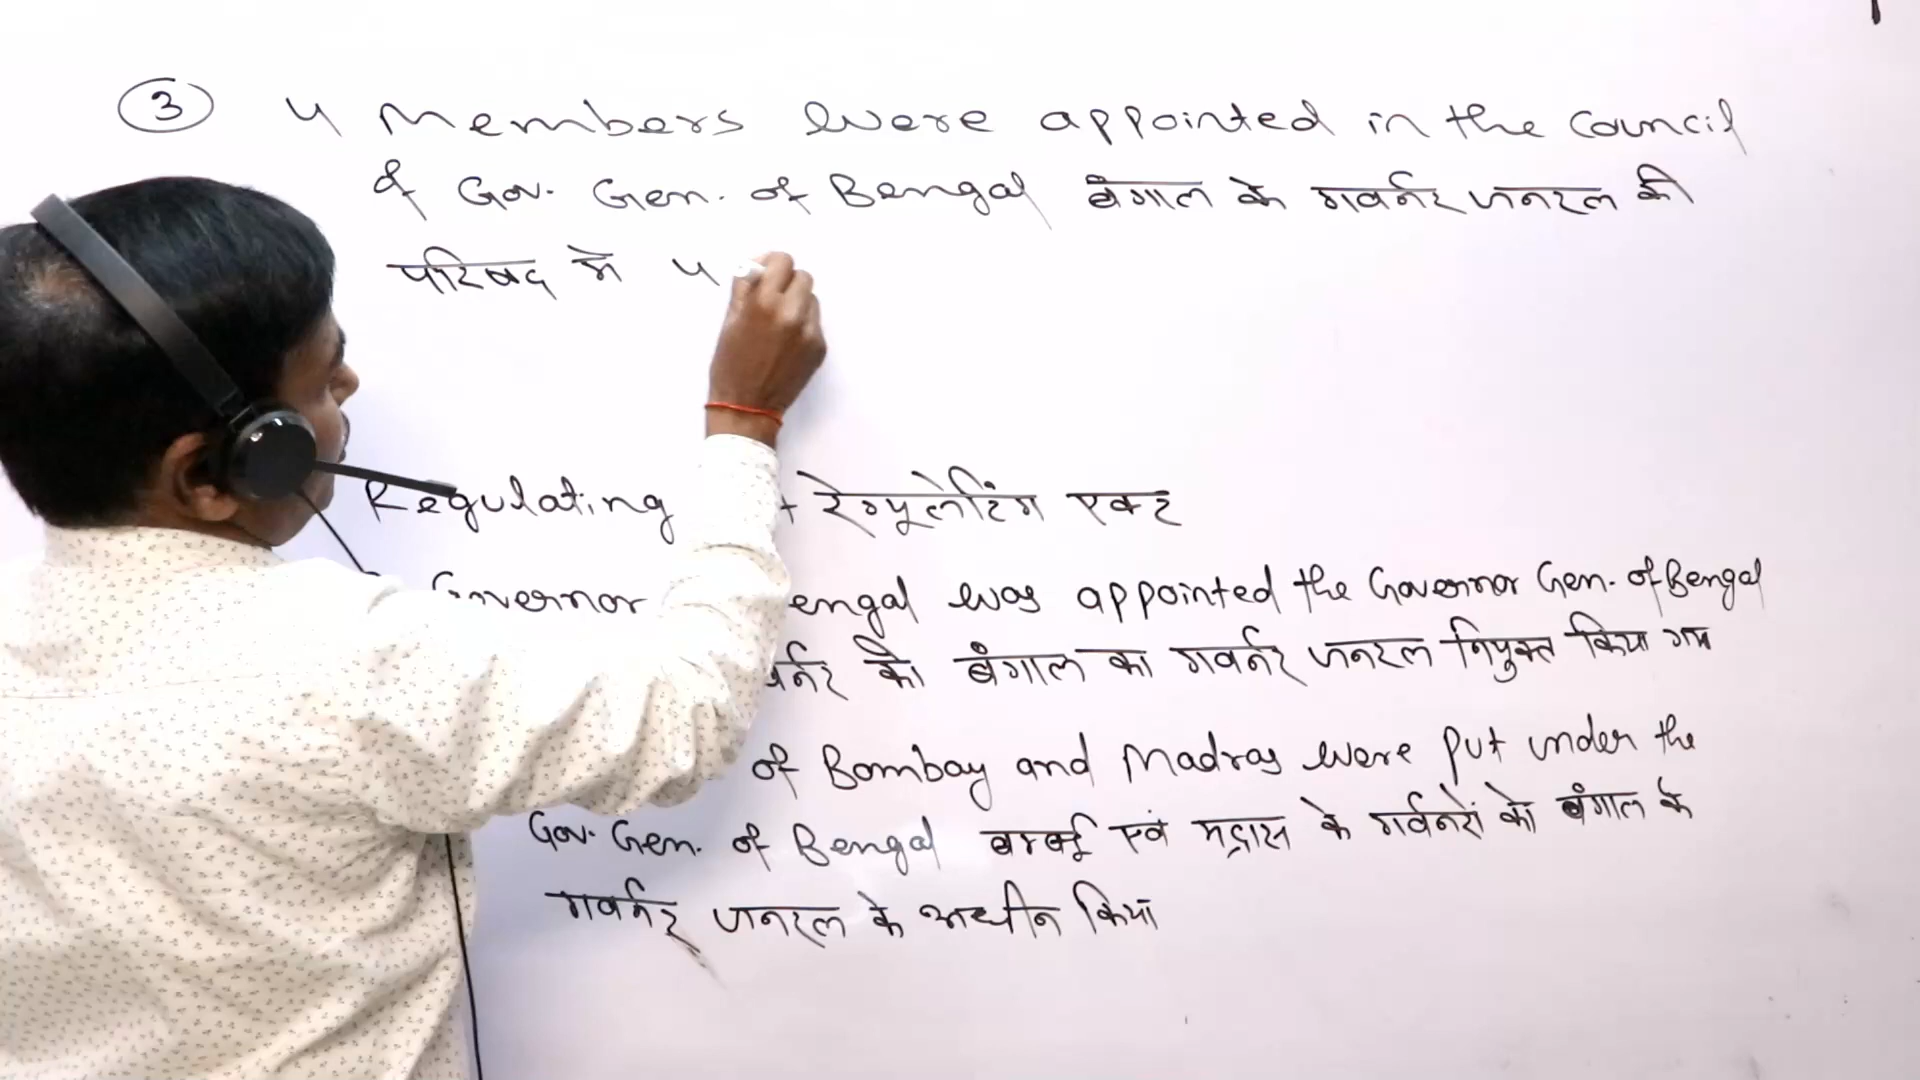 3 4 Members were appointed in the Council
of Gov. Gen. of Bengal बंगाल के गवर्नर जनरल की
परिषद में 4
Regulating रेग्यूलेटिंग एक्ट
Governor engal was appointed the Governor Gen. of Bengal
र्नर को बंगाल का गवर्नर जनरल नियुक्त किया गया
of Bombay and Madras were put under the
Gov. Gen. of Bengal बम्बई एवं मद्रास के गर्वनरों को बंगाल के
गवर्नर जनरल के अधीन किया